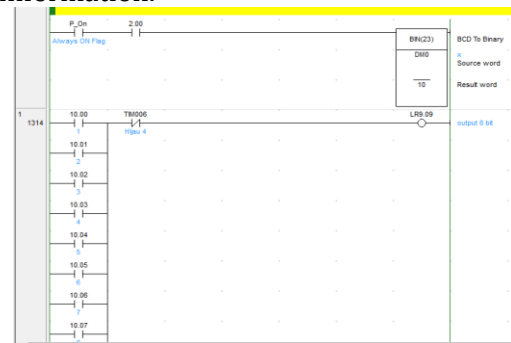 P_On 2.00
Always ON Flag
BIN(23) BCD To Binary
DM0 x
Source word
10 Result word
1
1314
10.00 TIM006 LR9.09
1 Hijau 4 output 8 bit
10.01
2
10.02
3
10.03
4
10.04
5
10.05
6
10.06
7
10.07